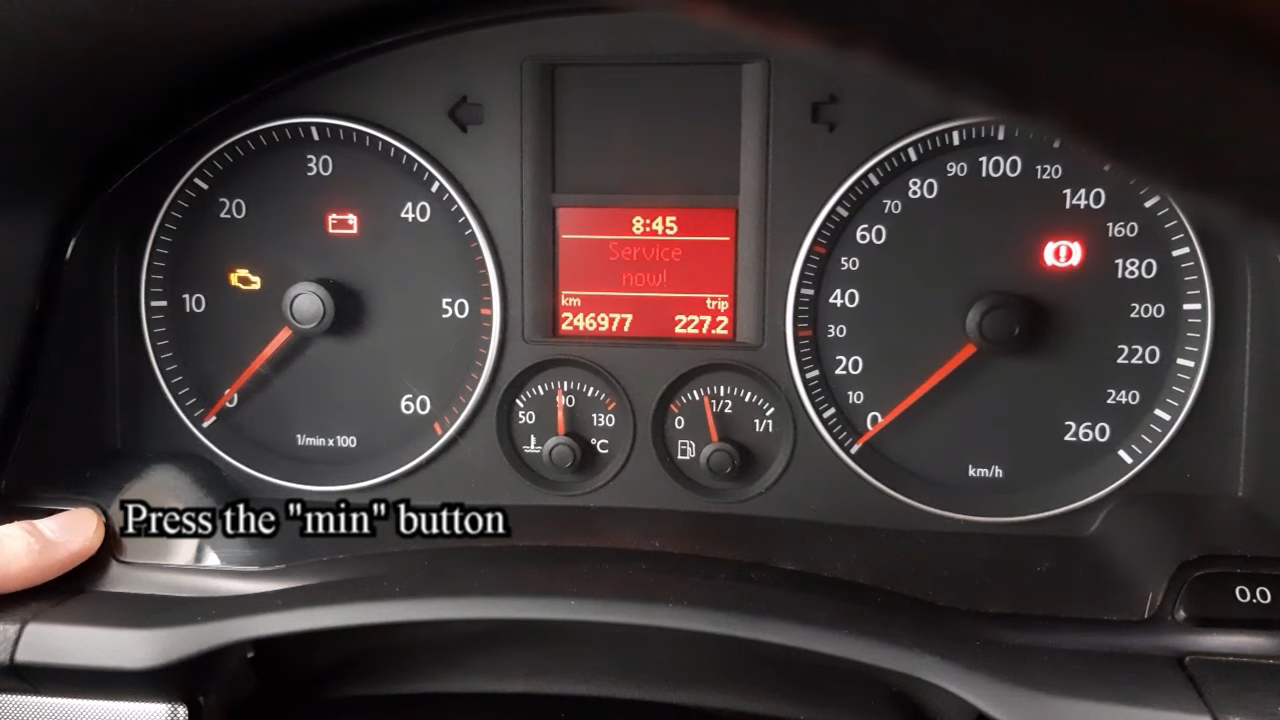 30
20
40
10
50
0
60
1/min x 100
8:45
Service
now!
km trip
246977 227.2
50 90 130
°C
0 1/2 1/1
100
90 120
80 140
70
60 160
50 180
40 200
30
20 220
10 240
0 260
km/h
Press the "min" button
0.0